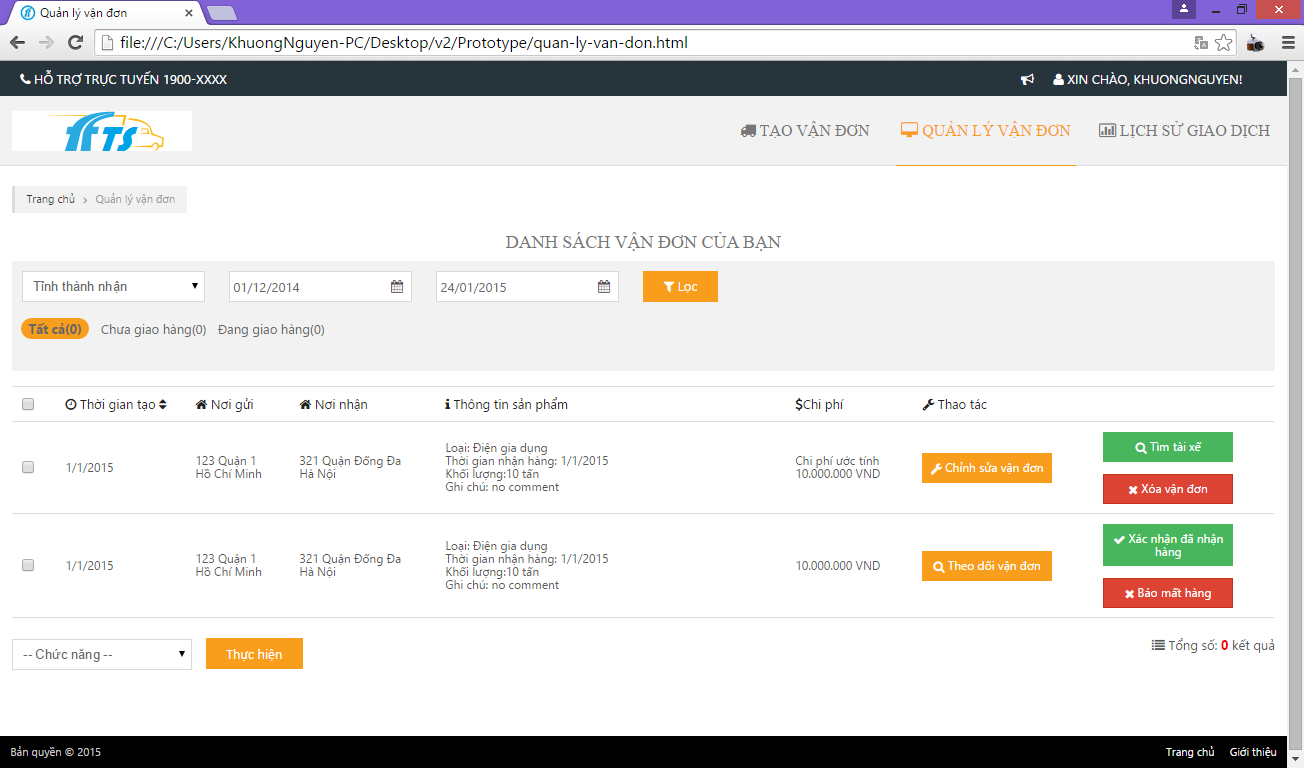 Quản lý vận đơn
file:///C:/Users/KhuongNguyen-PC/Desktop/v2/Prototype/quan-ly-van-don.html
HỖ TRỢ TRỰC TUYẾN 1900-XXXX
XIN CHÀO, KHUONGNGUYEN!
TFTS
TẠO VẬN ĐƠN
QUẢN LÝ VẬN ĐƠN
LỊCH SỬ GIAO DỊCH
Trang chủ > Quản lý vận đơn
DANH SÁCH VẬN ĐƠN CỦA BẠN
Tỉnh thành nhận
01/12/2014
24/01/2015
Lọc
Tất cả(0)
Chưa giao hàng(0)
Đang giao hàng(0)
Thời gian tạo
Nơi gửi
Nơi nhận
Thông tin sản phẩm
$Chi phí
Thao tác
1/1/2015
123 Quận 1
Hồ Chí Minh
321 Quận Đống Đa
Hà Nội
Loại: Điện gia dụng
Thời gian nhận hàng: 1/1/2015
Khối lượng:10 tấn
Ghi chú: no comment
Chi phí ước tính
10.000.000 VND
Chỉnh sửa vận đơn
Tìm tài xế
Xóa vận đơn
1/1/2015
123 Quận 1
Hồ Chí Minh
321 Quận Đống Đa
Hà Nội
Loại: Điện gia dụng
Thời gian nhận hàng: 1/1/2015
Khối lượng:10 tấn
Ghi chú: no comment
10.000.000 VND
Theo dõi vận đơn
Xác nhận đã nhận
hàng
Báo mất hàng
-- Chức năng --
Thực hiện
Tổng số: 0 kết quả
Bản quyền © 2015
Trang chủ
Giới thiệu